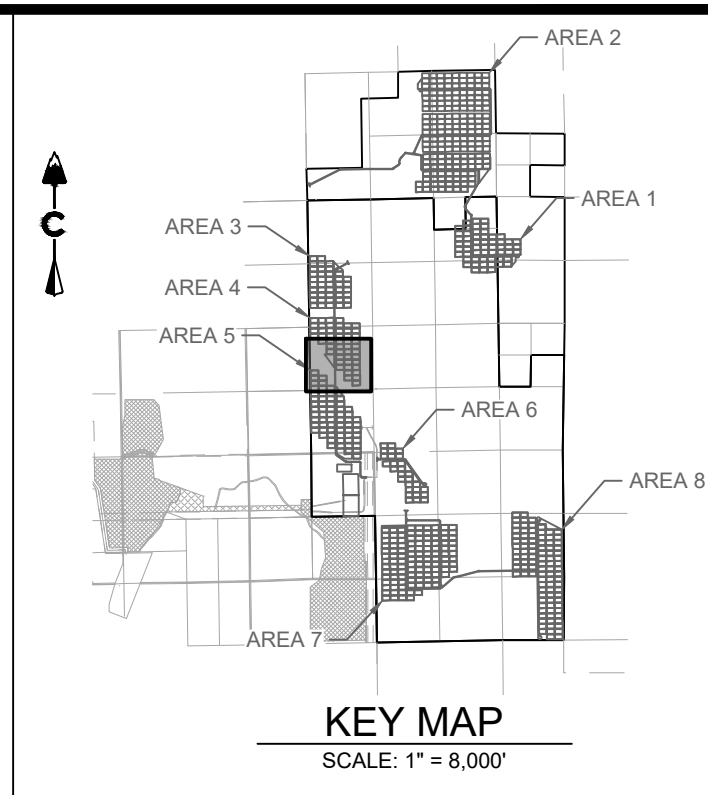 AREA 2
AREA 1
AREA 3
AREA 4
AREA 5
AREA 6
AREA 8
AREA 7
C
KEY MAP
SCALE: 1" = 8,000'